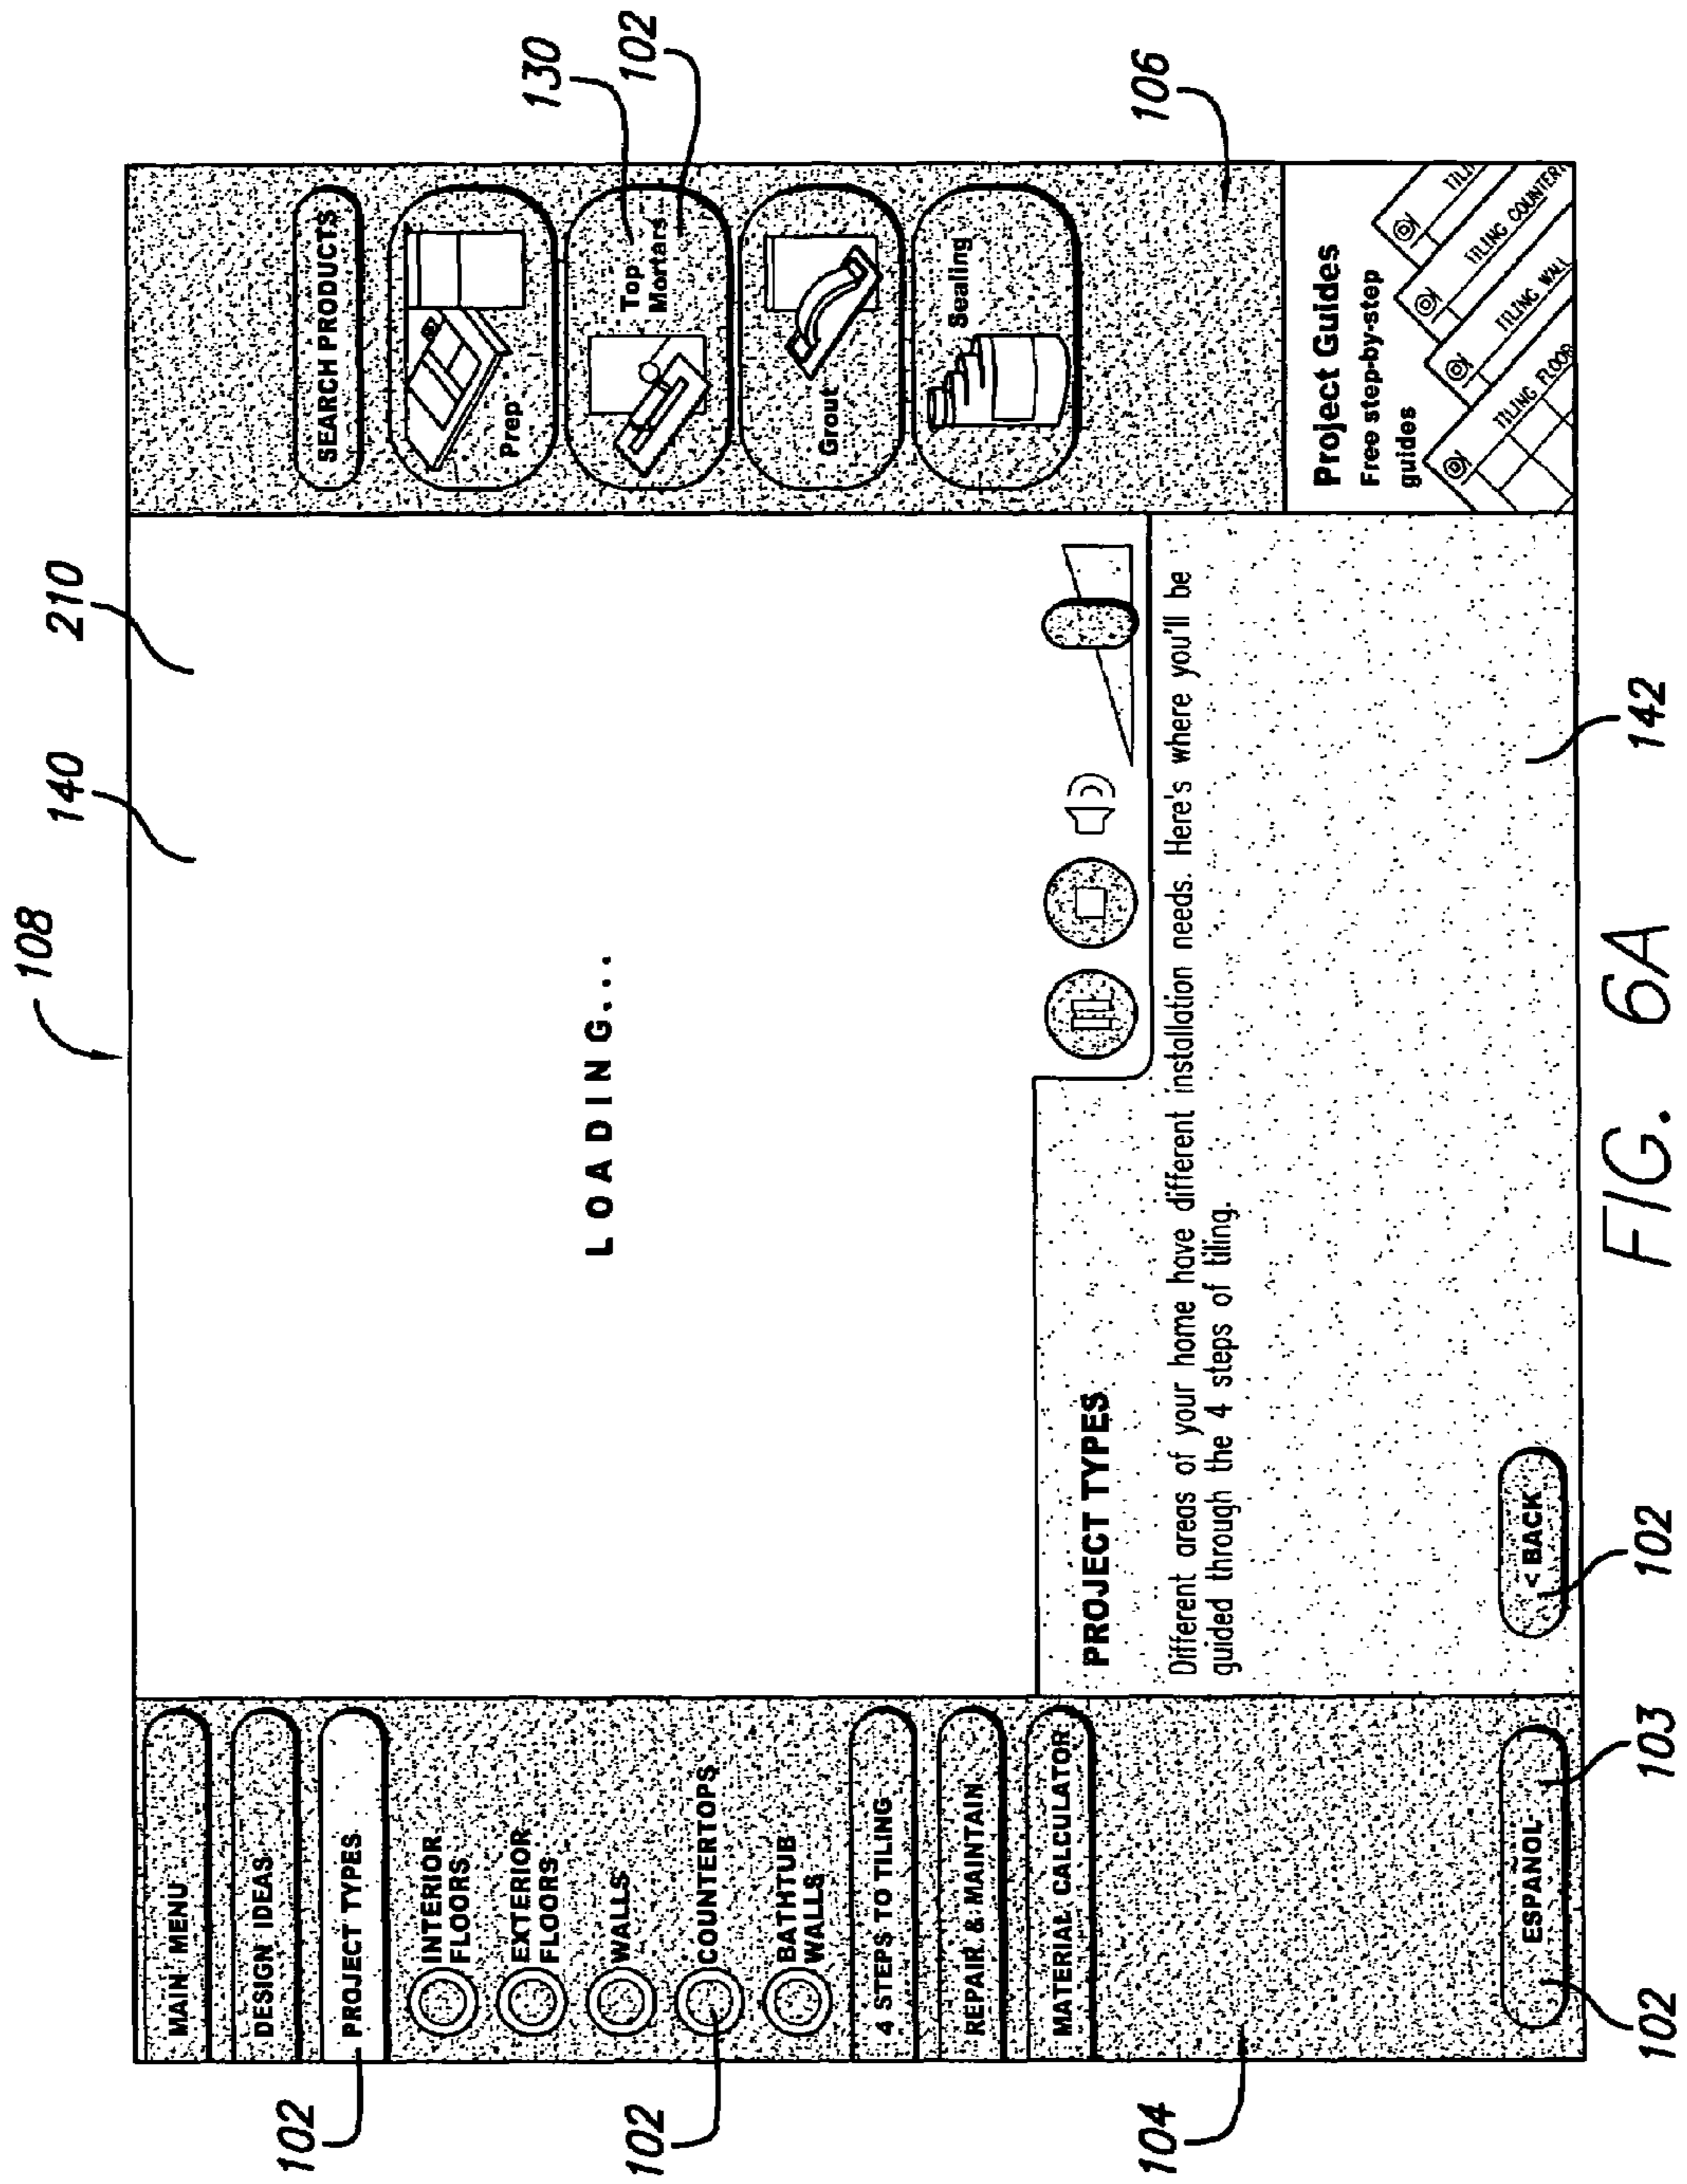 108
140
210
130
102
106
102
102
104
MAIN MENU
DESIGN IDEAS
PROJECT TYPES
INTERIOR
FLOORS
EXTERIOR
FLOORS
WALLS
COUNTERTOPS
BATHTUB
WALLS
4 STEPS TO TILING
REPAIR & MAINTAIN
MATERIAL CALCULATOR
ESPAÑOL
LOADING...
PROJECT TYPES
Different areas of your home have different installation needs. Here's where you'll be
guided through the 4 steps of tiling.
< BACK
SEARCH PRODUCTS
Prep
Top
Mortars
Grout
Sealing
Project Guides
Free step-by-step
guides
TILING FLOOR
TILING WALL
TILING COUNTER
TILI
102
103
102
142
FIG. 6A